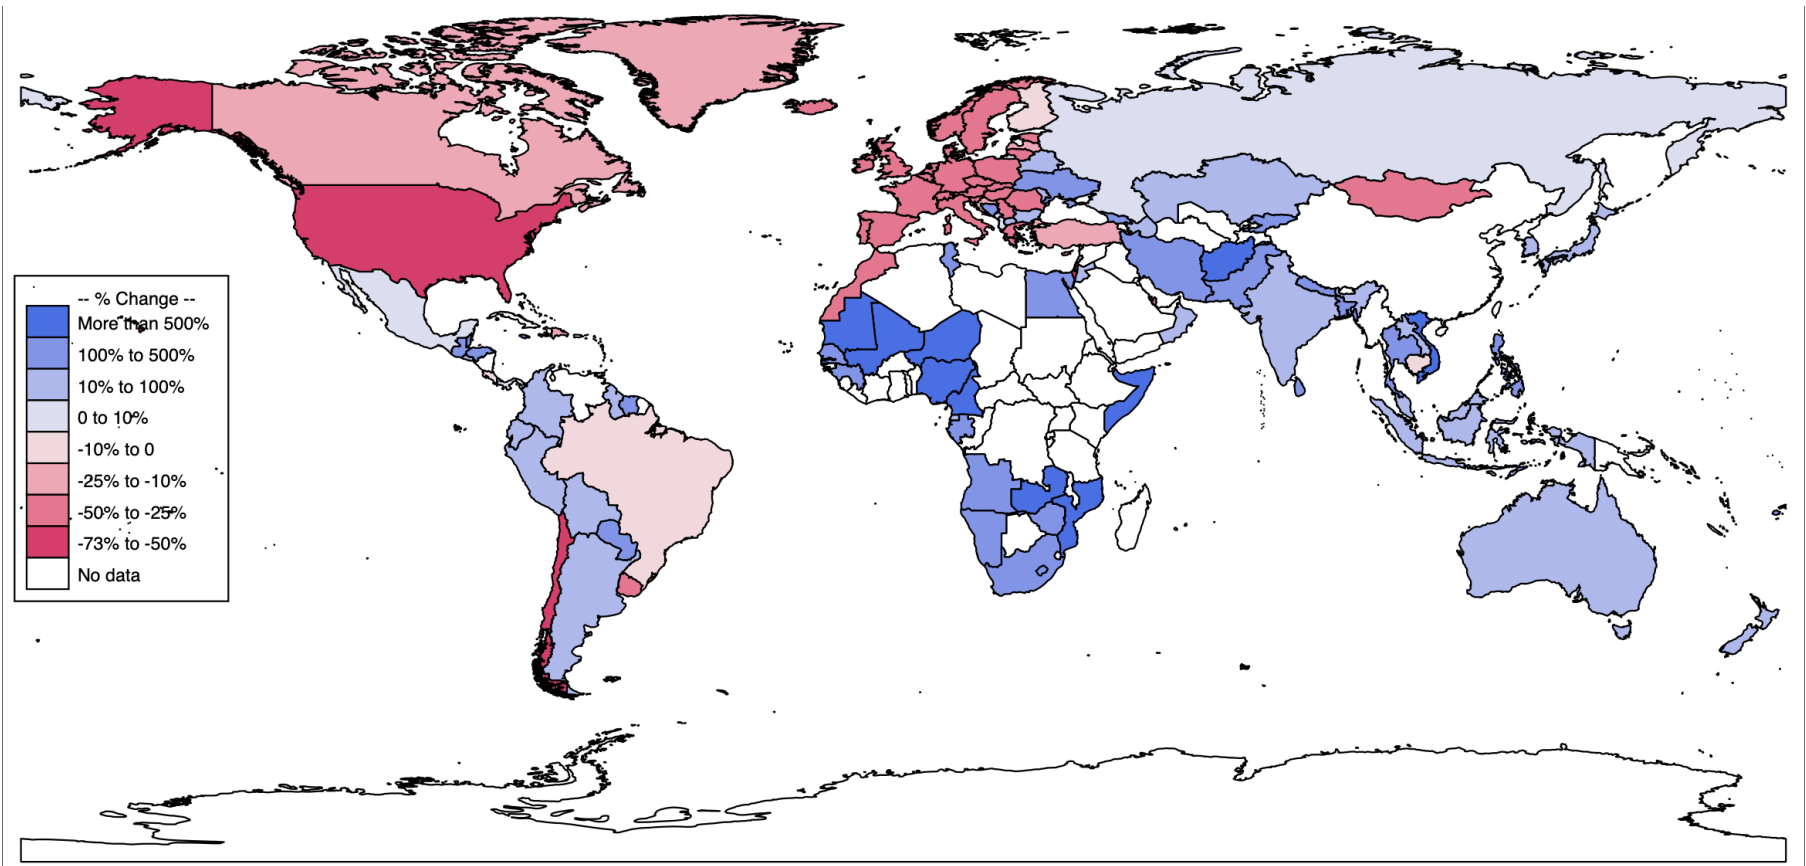 -- % Change --
More than 500%
100% to 500%
10% to 100%
0 to 10%
-10% to 0
-25% to -10%
-50% to -25%
-73% to -50%
No data